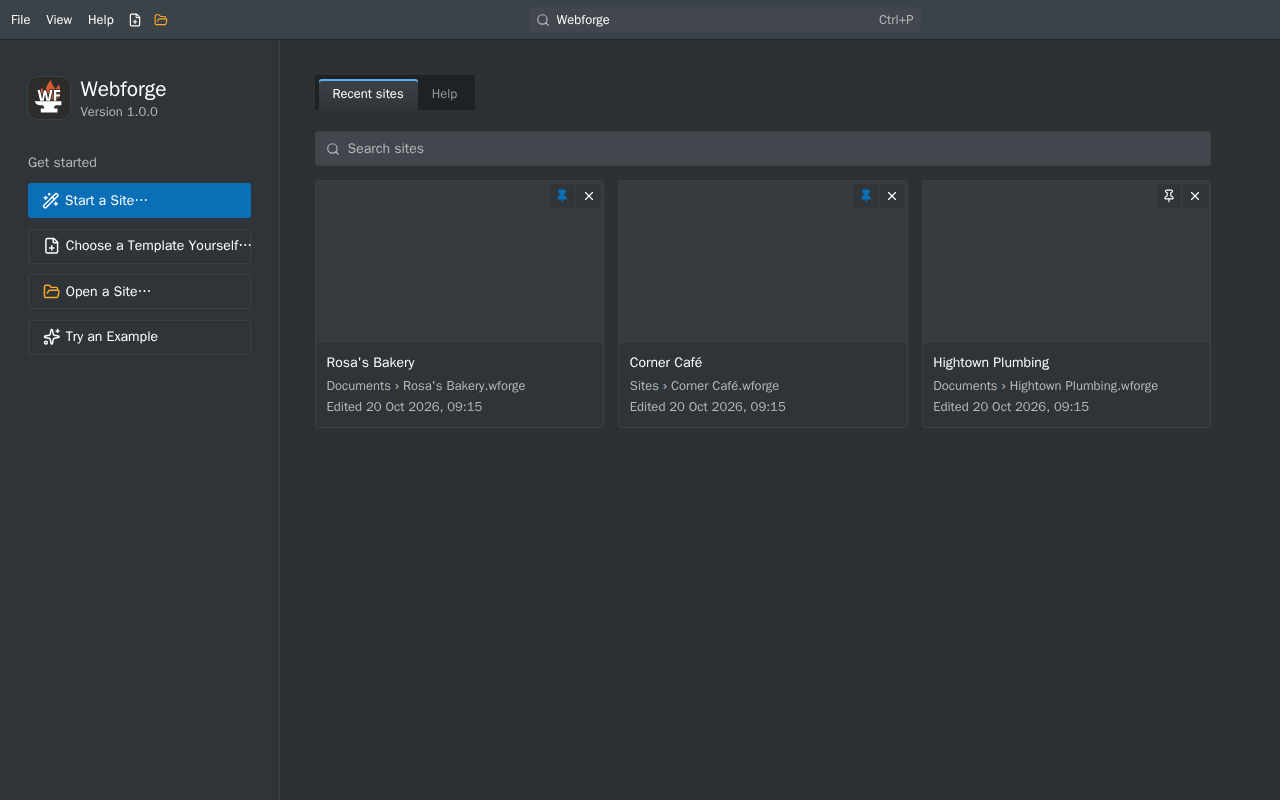 File View Help
Webforge Ctrl+P
WF
Webforge
Version 1.0.0
Get started
Start a Site…
Choose a Template Yourself…
Open a Site…
Try an Example
Recent sites Help
Search sites
Rosa's Bakery
Documents › Rosa's Bakery.wforge
Edited 20 Oct 2026, 09:15
Corner Café
Sites › Corner Café.wforge
Edited 20 Oct 2026, 09:15
Hightown Plumbing
Documents › Hightown Plumbing.wforge
Edited 20 Oct 2026, 09:15